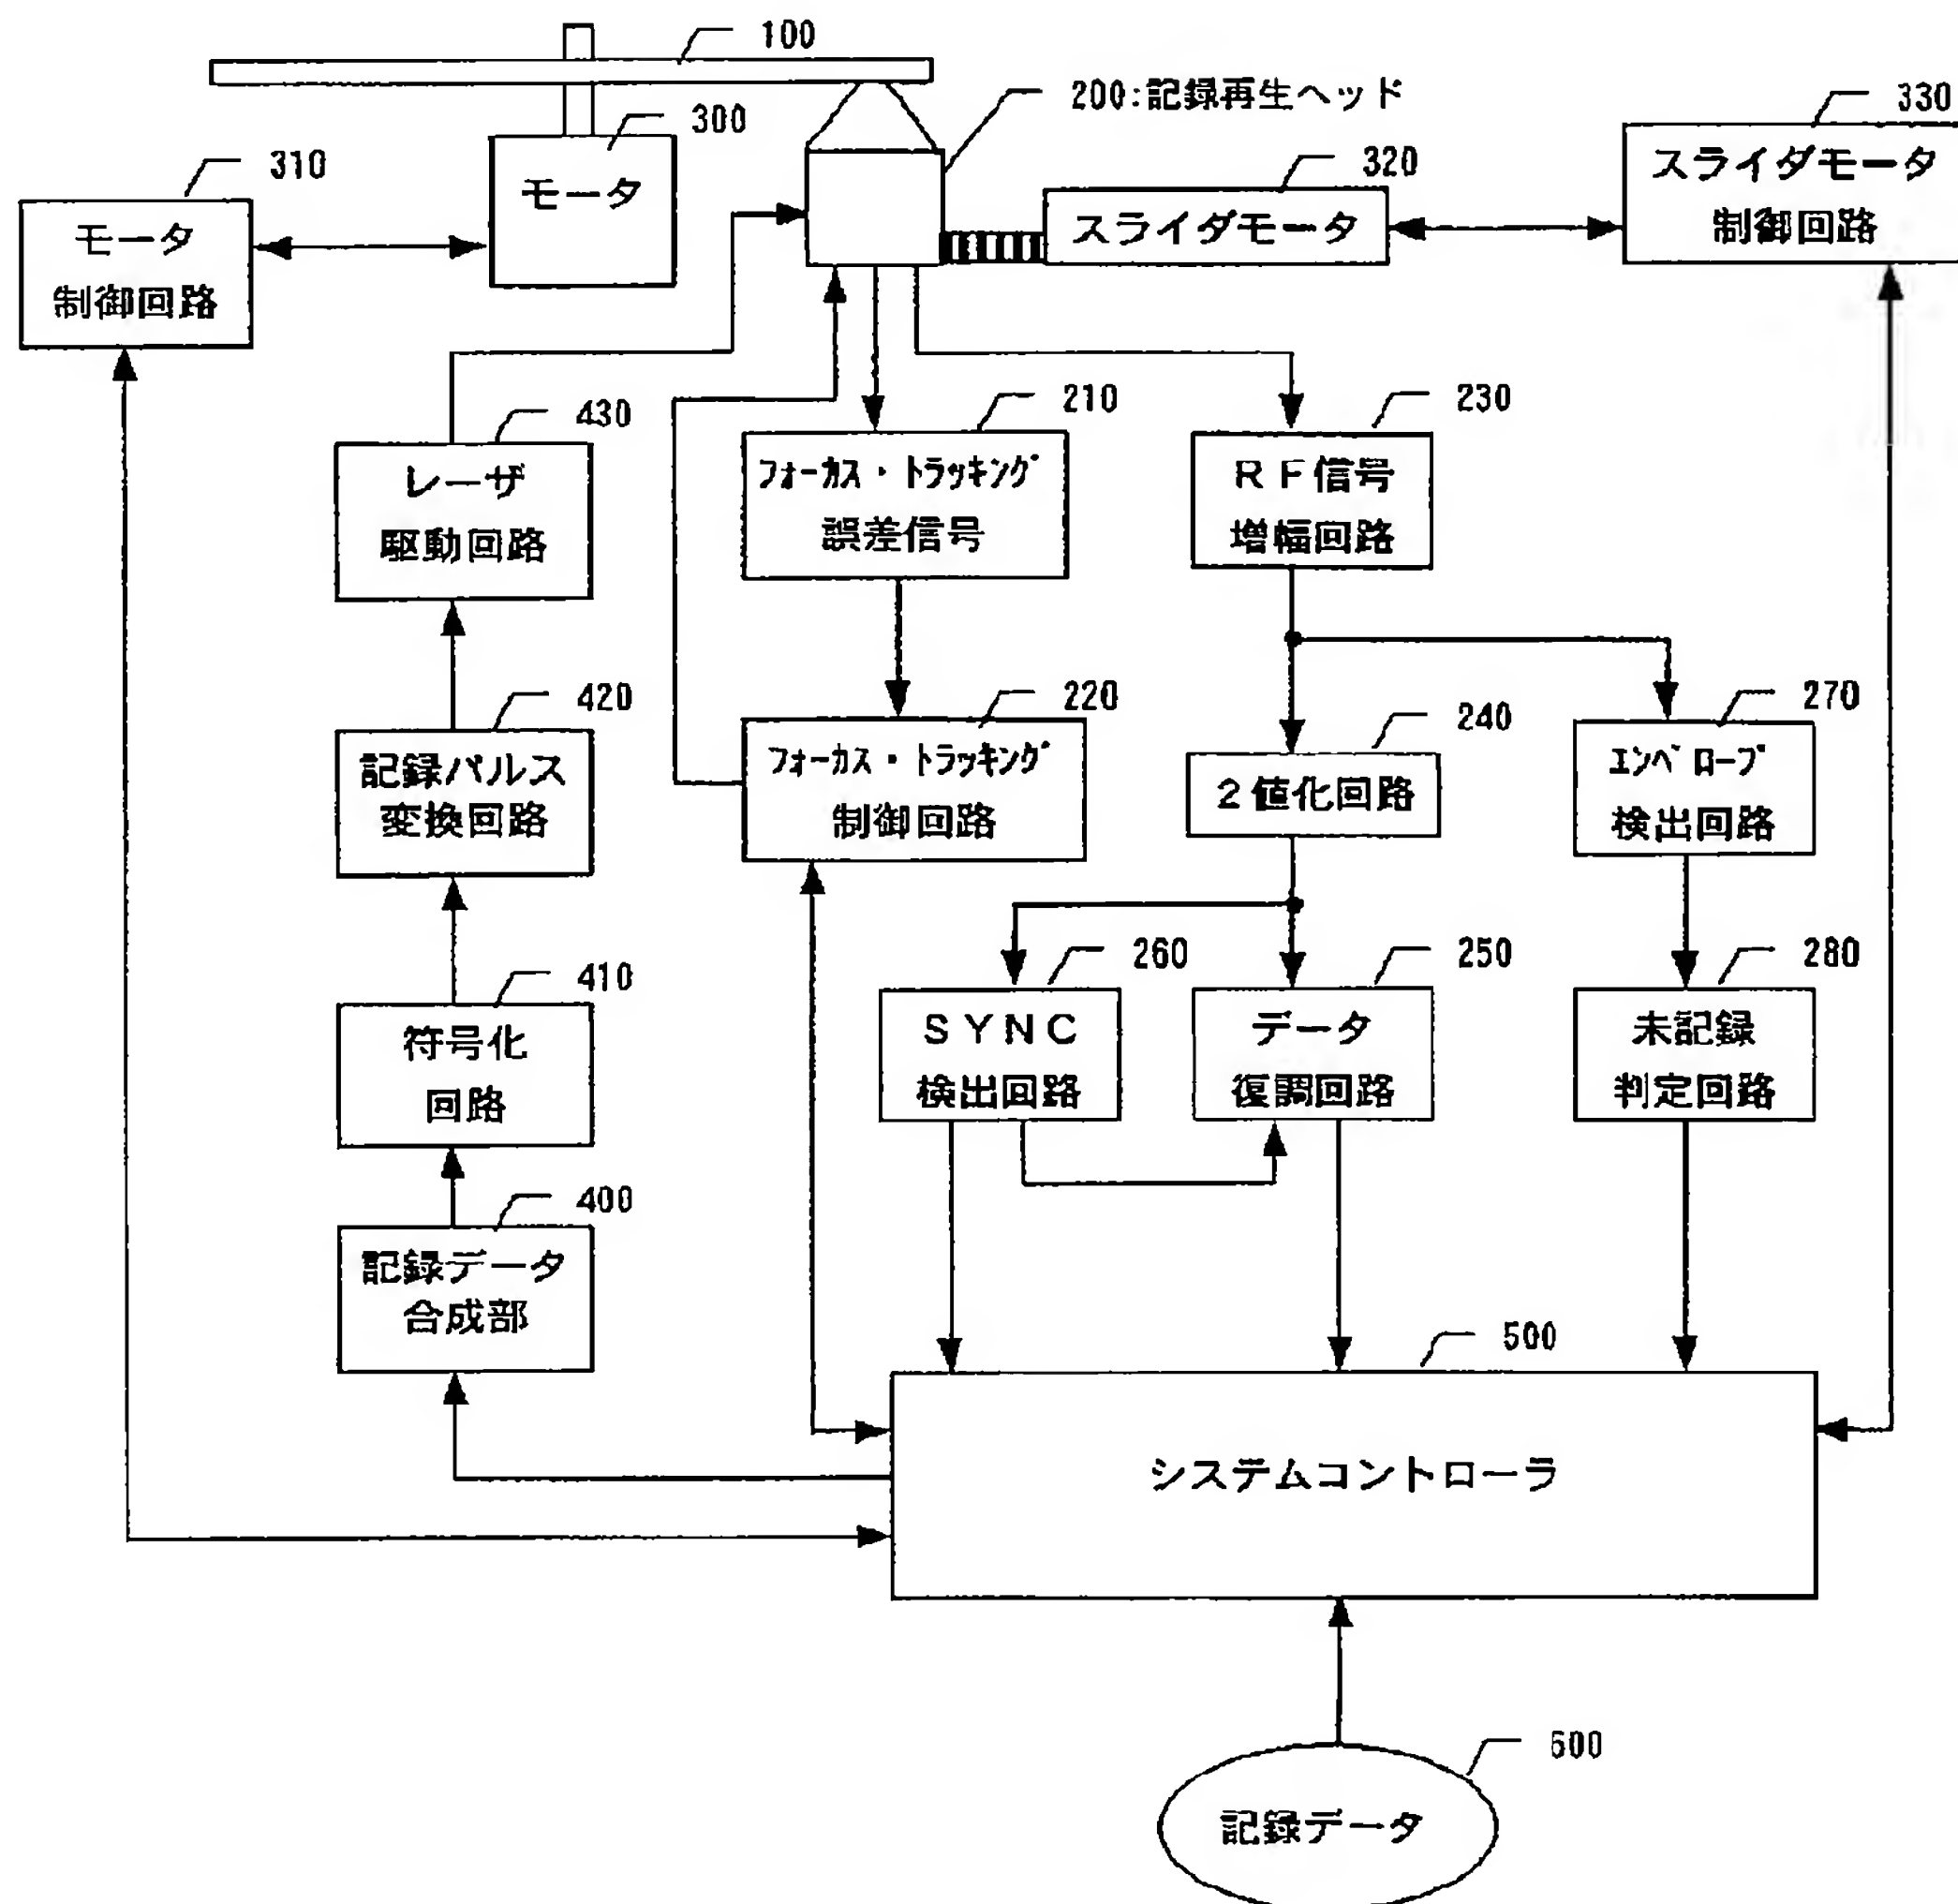 100
200:記録再生ヘッド
300
モータ
310
モータ
制御回路
320
スライダモータ
330
スライダモータ
制御回路
430
レーザ
駆動回路
210
フォーカス・トラッキング
誤差信号
230
RF信号
増幅回路
420
記録パルス
変換回路
220
フォーカス・トラッキング
制御回路
240
2値化回路
270
エンベロープ
検出回路
410
符号化
回路
260
SYNC
検出回路
250
データ
復調回路
280
未記録
判定回路
400
記録データ
合成部
500
システムコントローラ
600
記録データ